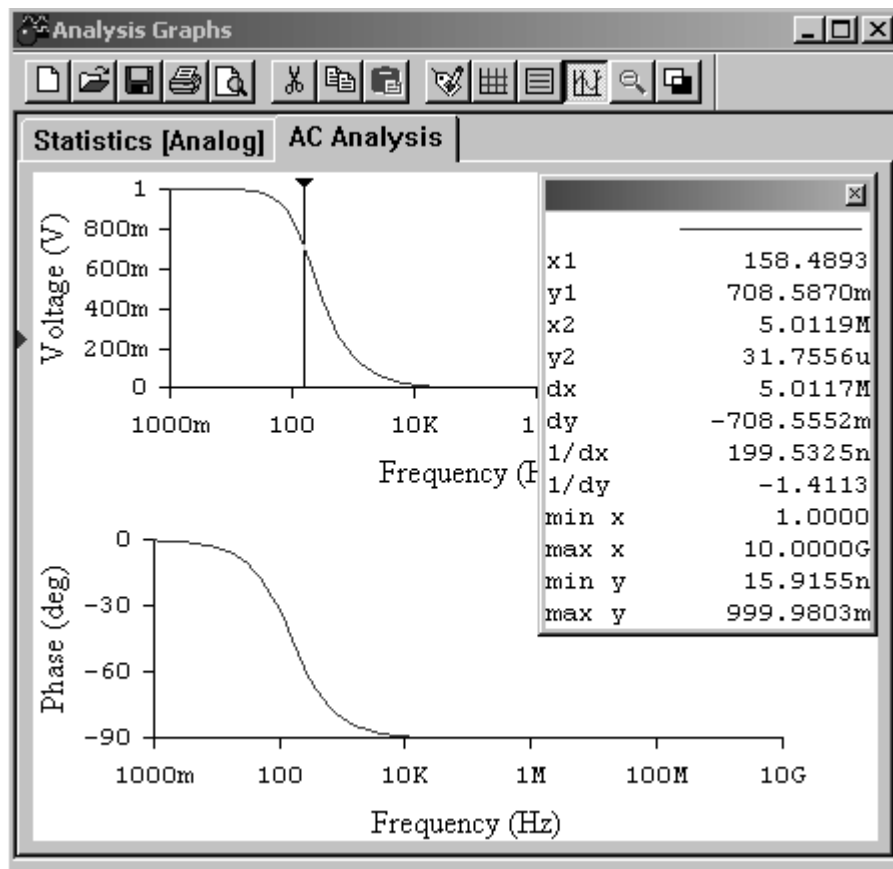 Analysis Graphs
Statistics [Analog] AC Analysis
Voltage (V)
1
800m
600m
400m
200m
0
1000m 100 10K 1
Frequency (H
x1 158.4893
y1 708.5870m
x2 5.0119M
y2 31.7556u
dx 5.0117M
dy -708.5552m
1/dx 199.5325n
1/dy -1.4113
min x 1.0000
max x 10.0000G
min y 15.9155n
max y 999.9803m
Phase (deg)
0
-30
-60
-90
1000m 100 10K 1M 100M 10G
Frequency (Hz)